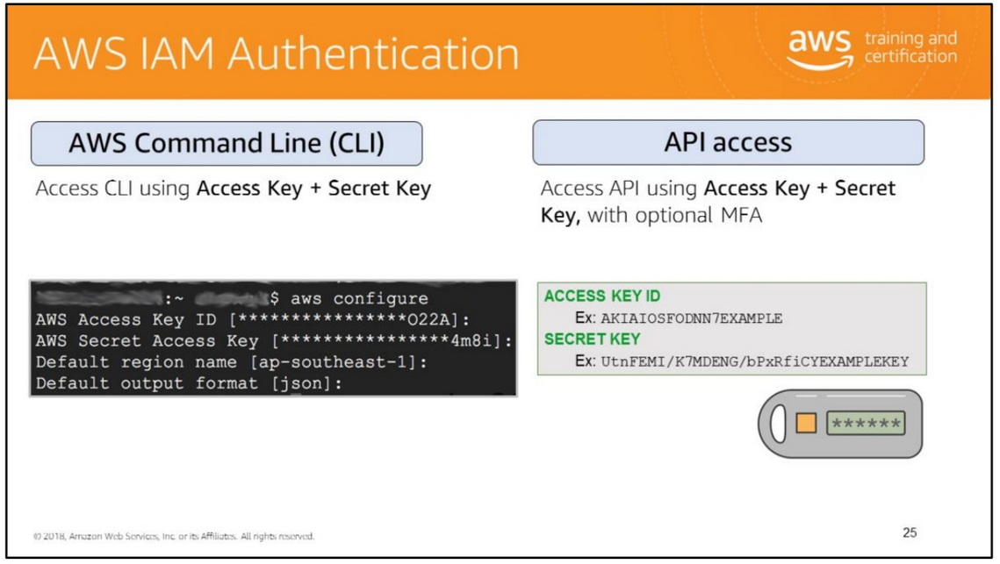 AWS IAM Authentication
aws training and
certification
AWS Command Line (CLI)
Access CLI using Access Key + Secret Key
:~ $ aws configure
AWS Access Key ID [****************O22A]:
AWS Secret Access Key [****************4m8i]:
Default region name [ap-southeast-1]:
Default output format [json]:
API access
Access API using Access Key + Secret
Key, with optional MFA
ACCESS KEY ID
Ex: AKIAIOSFODNN7EXAMPLE
SECRET KEY
Ex: UtnFEMI/K7MDENG/bPxRfiCYEXAMPLEKEY
******
© 2018, Amazon Web Services, Inc. or its Affiliates. All rights reserved.
25